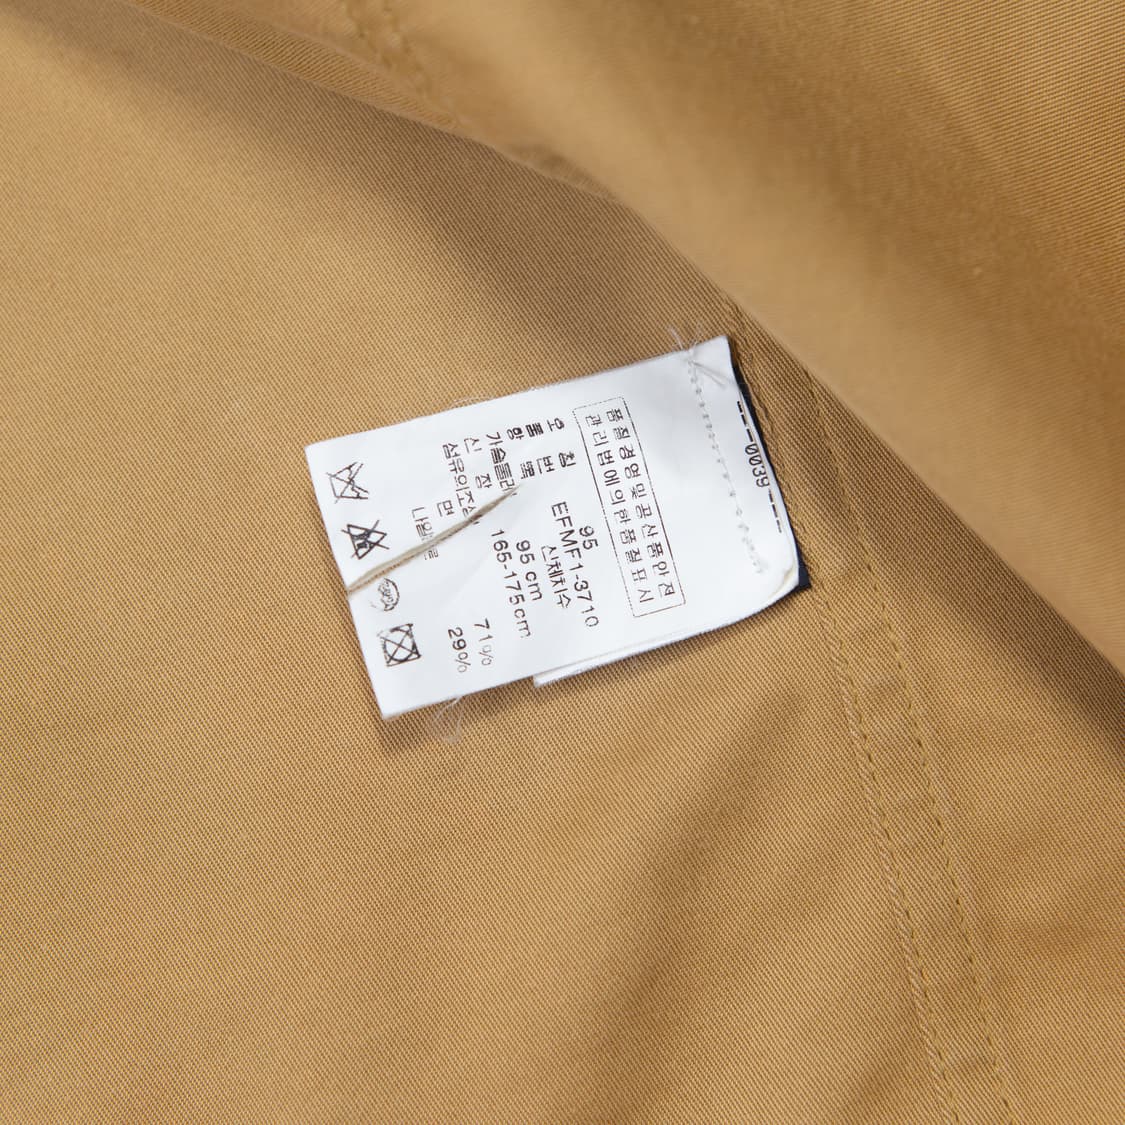 0039
품질경영및공산품안전
관리법에의한품질표시
호 칭 95
품 번 EFMF1-3710
항 목 신체치수
가슴둘레 95 cm
신 장 165-175cm
섬유의조성
면 71%
나일론 29%